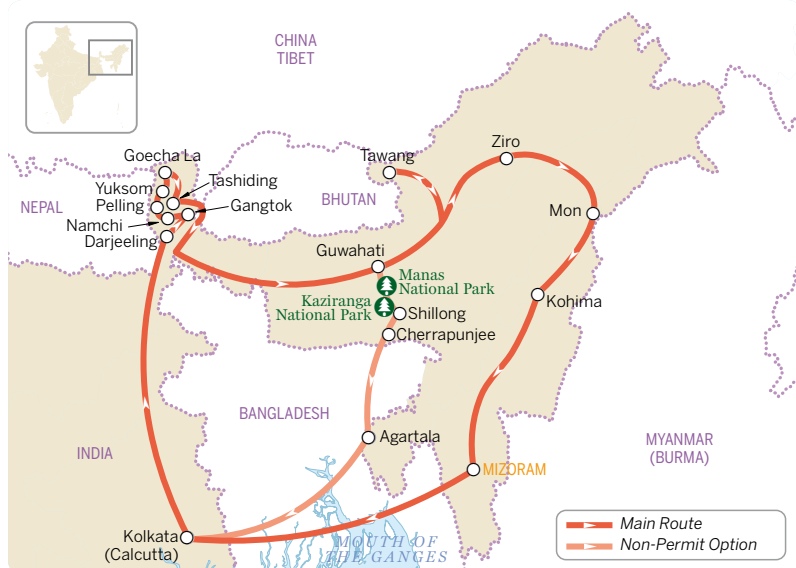 CHINA
TIBET
Goecha La
Tawang
Ziro
Yuksom
Tashiding
NEPAL
Pelling
Gangtok
BHUTAN
Namchi
Mon
Darjeeling
Guwahati
Manas
National Park
Kaziranga
National Park
Kohima
Shillong
Cherrapunjee
BANGLADESH
Agartala
MYANMAR
(BURMA)
INDIA
MIZORAM
Kolkata
(Calcutta)
MOUTH OF
THE GANGES
Main Route
Non-Permit Option